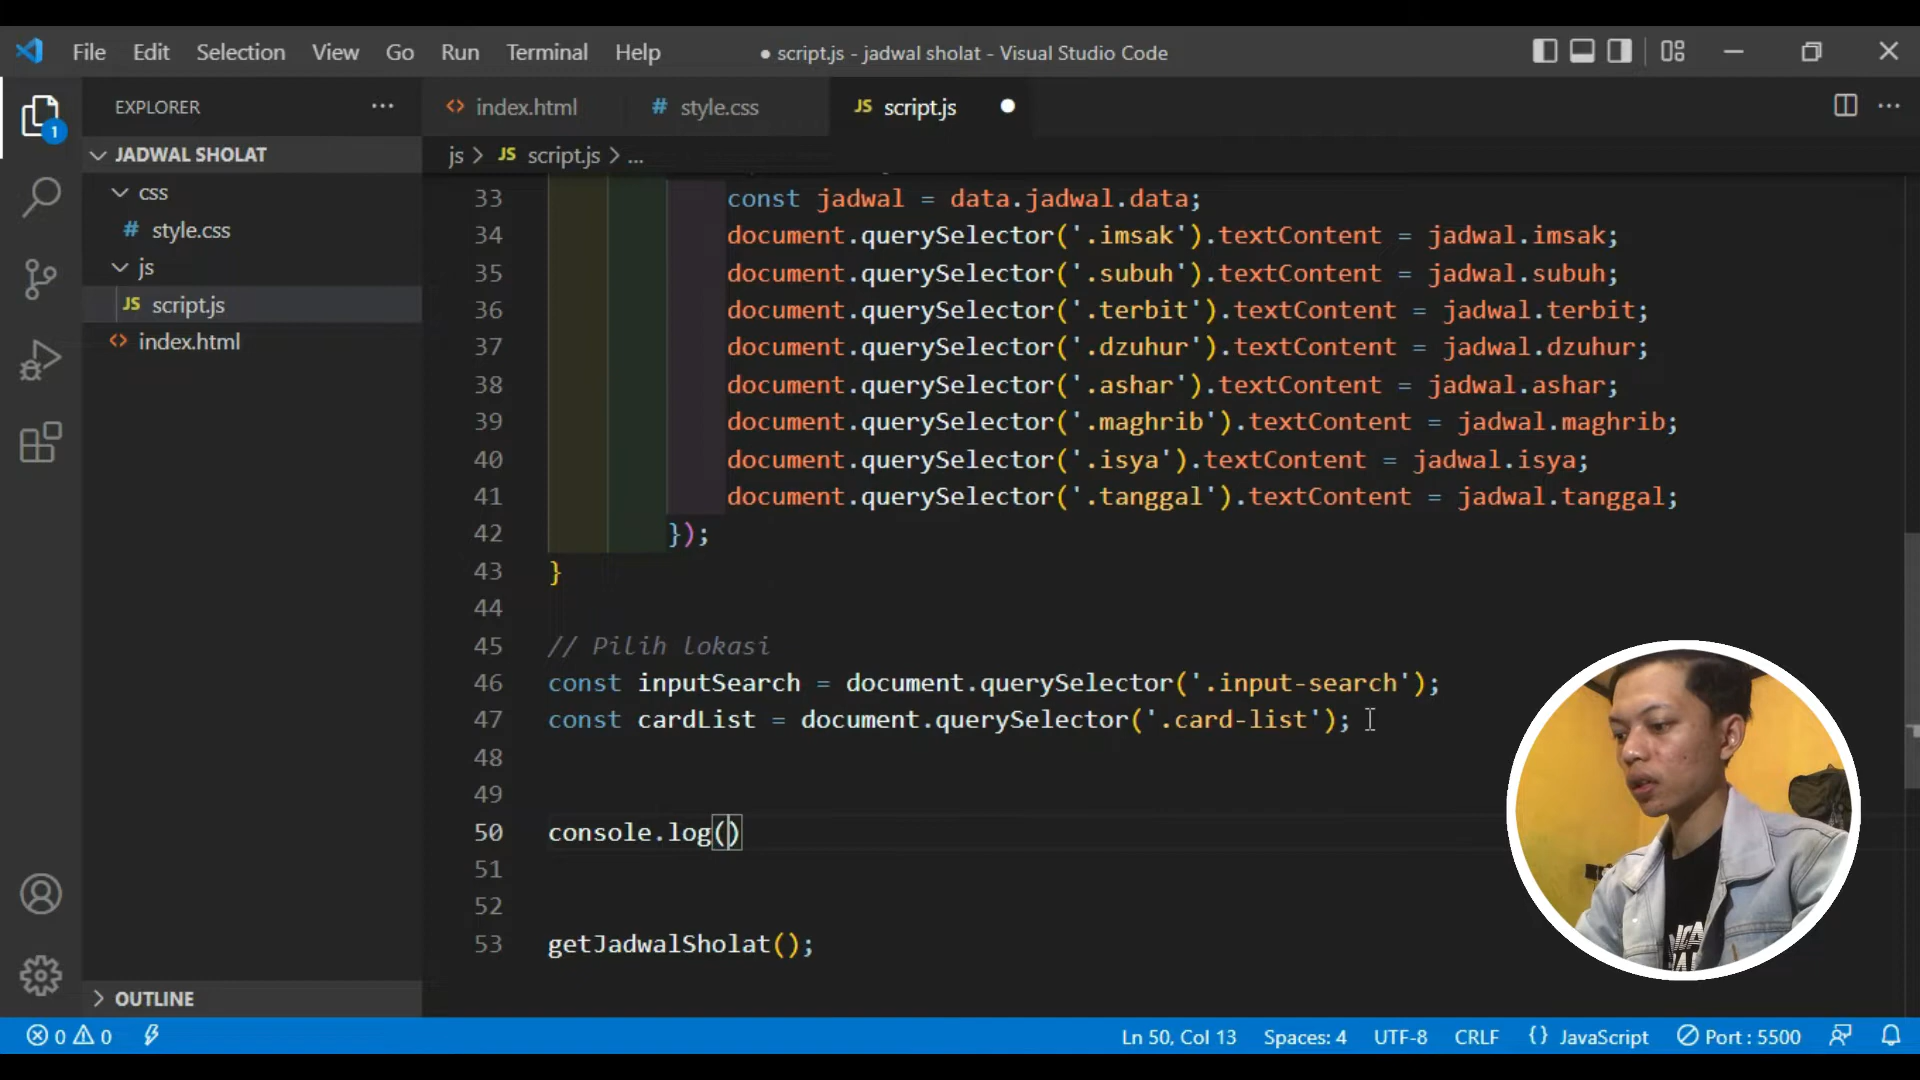 File Edit Selection View Go Run Terminal Help ● script.js - jadwal sholat - Visual Studio Code
EXPLORER ···
index.html # style.css JS script.js ●
1
JADWAL SHOLAT
js > JS script.js > ...
css
# style.css
js
JS script.js
index.html
33 const jadwal = data.jadwal.data;
34 document.querySelector('.imsak').textContent = jadwal.imsak;
35 document.querySelector('.subuh').textContent = jadwal.subuh;
36 document.querySelector('.terbit').textContent = jadwal.terbit;
37 document.querySelector('.dzuhur').textContent = jadwal.dzuhur;
38 document.querySelector('.ashar').textContent = jadwal.ashar;
39 document.querySelector('.maghrib').textContent = jadwal.maghrib;
40 document.querySelector('.isya').textContent = jadwal.isya;
41 document.querySelector('.tanggal').textContent = jadwal.tanggal;
42 });
43 }
44
45 // Pilih lokasi
46 const inputSearch = document.querySelector('.input-search');
47 const cardList = document.querySelector('.card-list');
48
49
50 console.log()
51
52
53 getJadwalSholat();
OUTLINE
0 0 Ln 50, Col 13 Spaces: 4 UTF-8 CRLF {} JavaScript Port : 5500